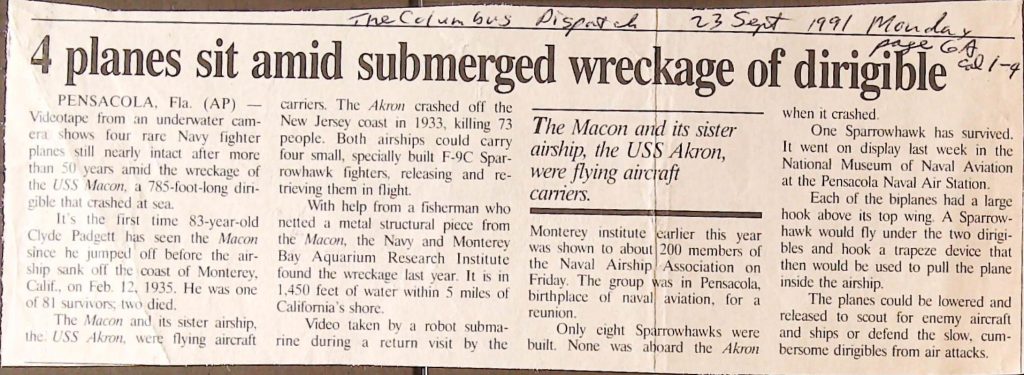 The Columbus Dispatch 23 Sept 1991 Monday
page 6A
col 1-4
4 planes sit amid submerged wreckage of dirigible
PENSACOLA, Fla. (AP) —
Videotape from an underwater cam-
era shows four rare Navy fighter
planes still nearly intact after more
than 50 years amid the wreckage of
the USS Macon, a 785-foot-long diri-
gible that crashed at sea.
It's the first time 83-year-old
Clyde Padgett has seen the Macon
since he jumped off before the air-
ship sank off the coast of Monterey,
Calif., on Feb. 12, 1935. He was one
of 81 survivors; two died.
The Macon and its sister airship,
the USS Akron, were flying aircraft
carriers. The Akron crashed off the
New Jersey coast in 1933, killing 73
people. Both airships could carry
four small, specially built F-9C Spar-
rowhawk fighters, releasing and re-
trieving them in flight.
With help from a fisherman who
netted a metal structural piece from
the Macon, the Navy and Monterey
Bay Aquarium Research Institute
found the wreckage last year. It is in
1,450 feet of water within 5 miles of
California's shore.
Video taken by a robot subma-
rine during a return visit by the
The Macon and its sister
airship, the USS Akron,
were flying aircraft
carriers.
Monterey institute earlier this year
was shown to about 200 members of
the Naval Airship Association on
Friday. The group was in Pensacola,
birthplace of naval aviation, for a
reunion.
Only eight Sparrowhawks were
built. None was aboard the Akron
when it crashed.
One Sparrowhawk has survived.
It went on display last week in the
National Museum of Naval Aviation
at the Pensacola Naval Air Station.
Each of the biplanes had a large
hook above its top wing. A Sparrow-
hawk would fly under the two dirigi-
bles and hook a trapeze device that
then would be used to pull the plane
inside the airship.
The planes could be lowered and
released to scout for enemy aircraft
and ships or defend the slow, cum-
bersome dirigibles from air attacks.